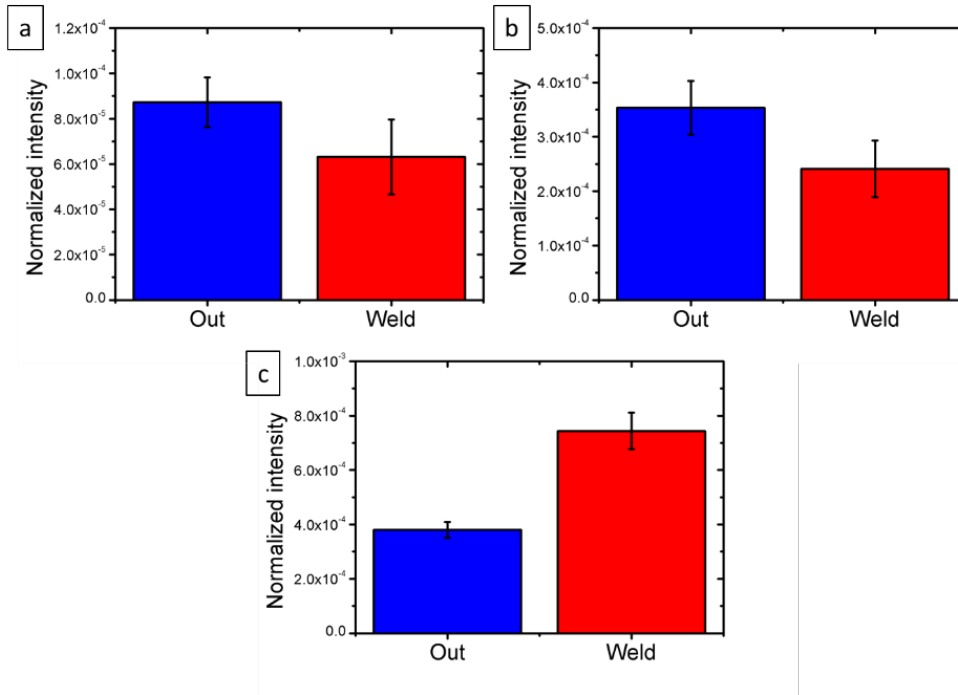 a
Normalized intensity
1.2x10⁻⁴
1.0x10⁻⁴
8.0x10⁻⁵
6.0x10⁻⁵
4.0x10⁻⁵
2.0x10⁻⁵
0.0
Out Weld
b
Normalized intensity
5.0x10⁻⁴
4.0x10⁻⁴
3.0x10⁻⁴
2.0x10⁻⁴
1.0x10⁻⁴
0.0
Out Weld
c
Normalized intensity
1.0x10⁻³
8.0x10⁻⁴
6.0x10⁻⁴
4.0x10⁻⁴
2.0x10⁻⁴
0.0
Out Weld